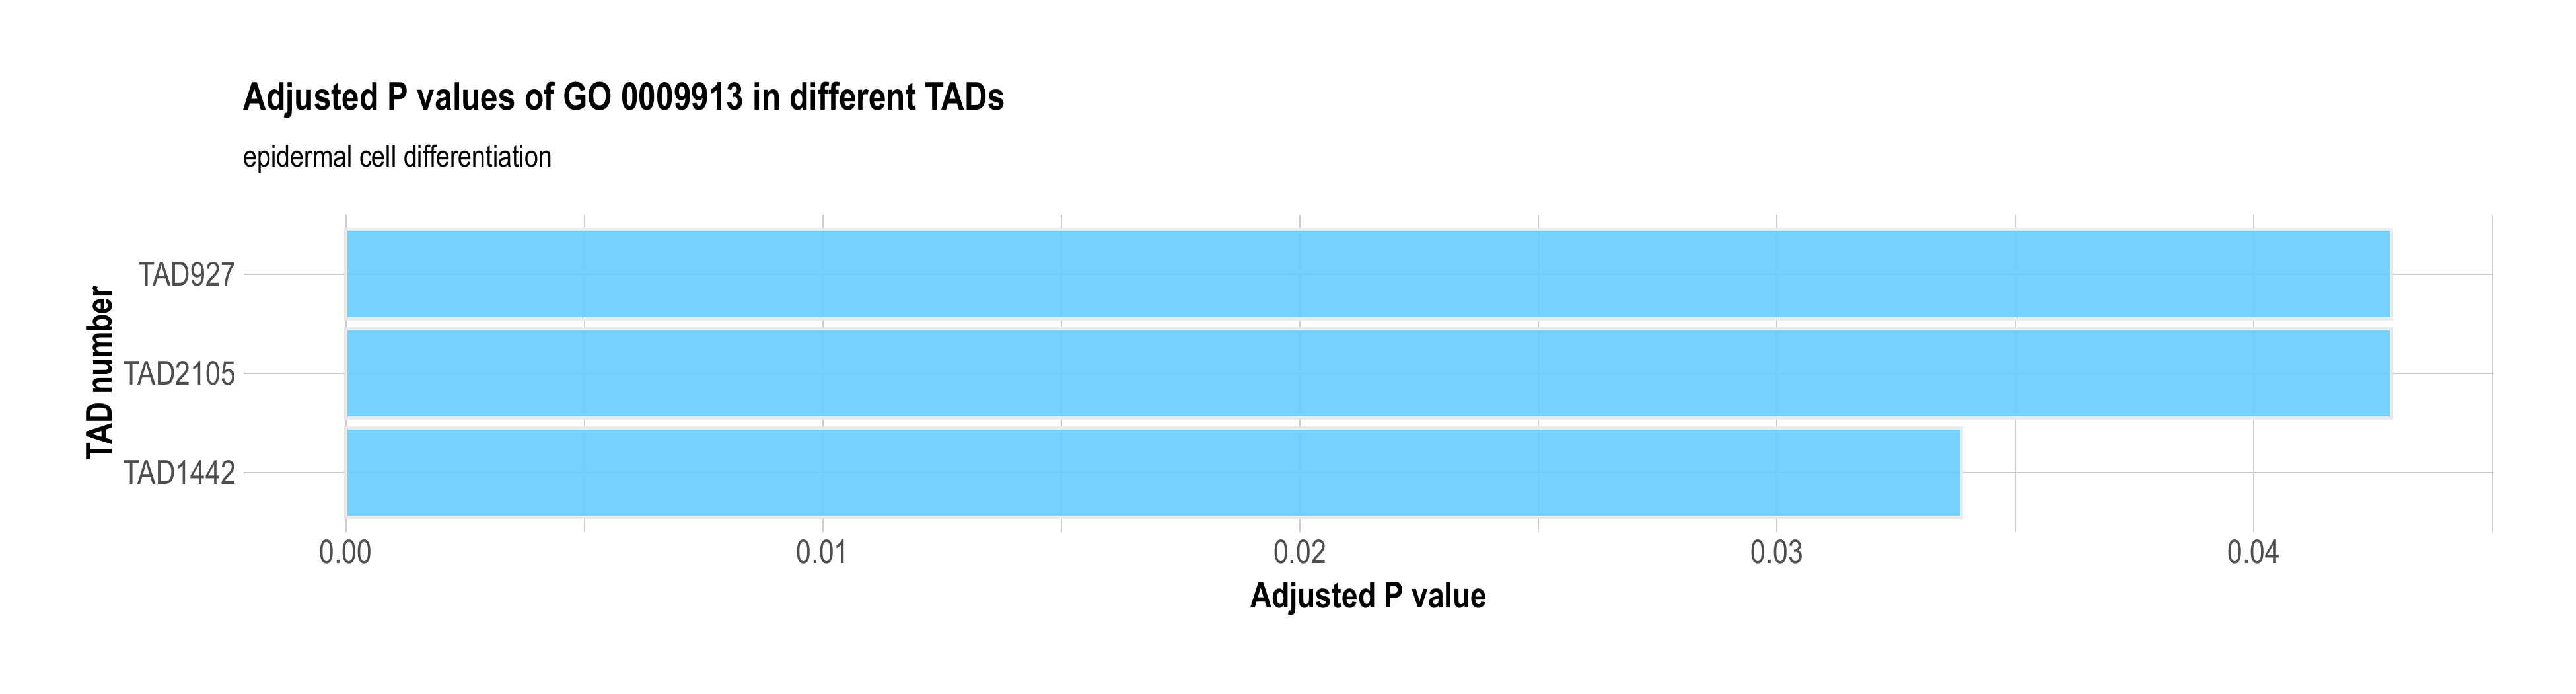 Adjusted P values of GO 0009913 in different TADs
epidermal cell differentiation
TAD number
TAD927
TAD2105
TAD1442
0.00 0.01 0.02 0.03 0.04
Adjusted P value